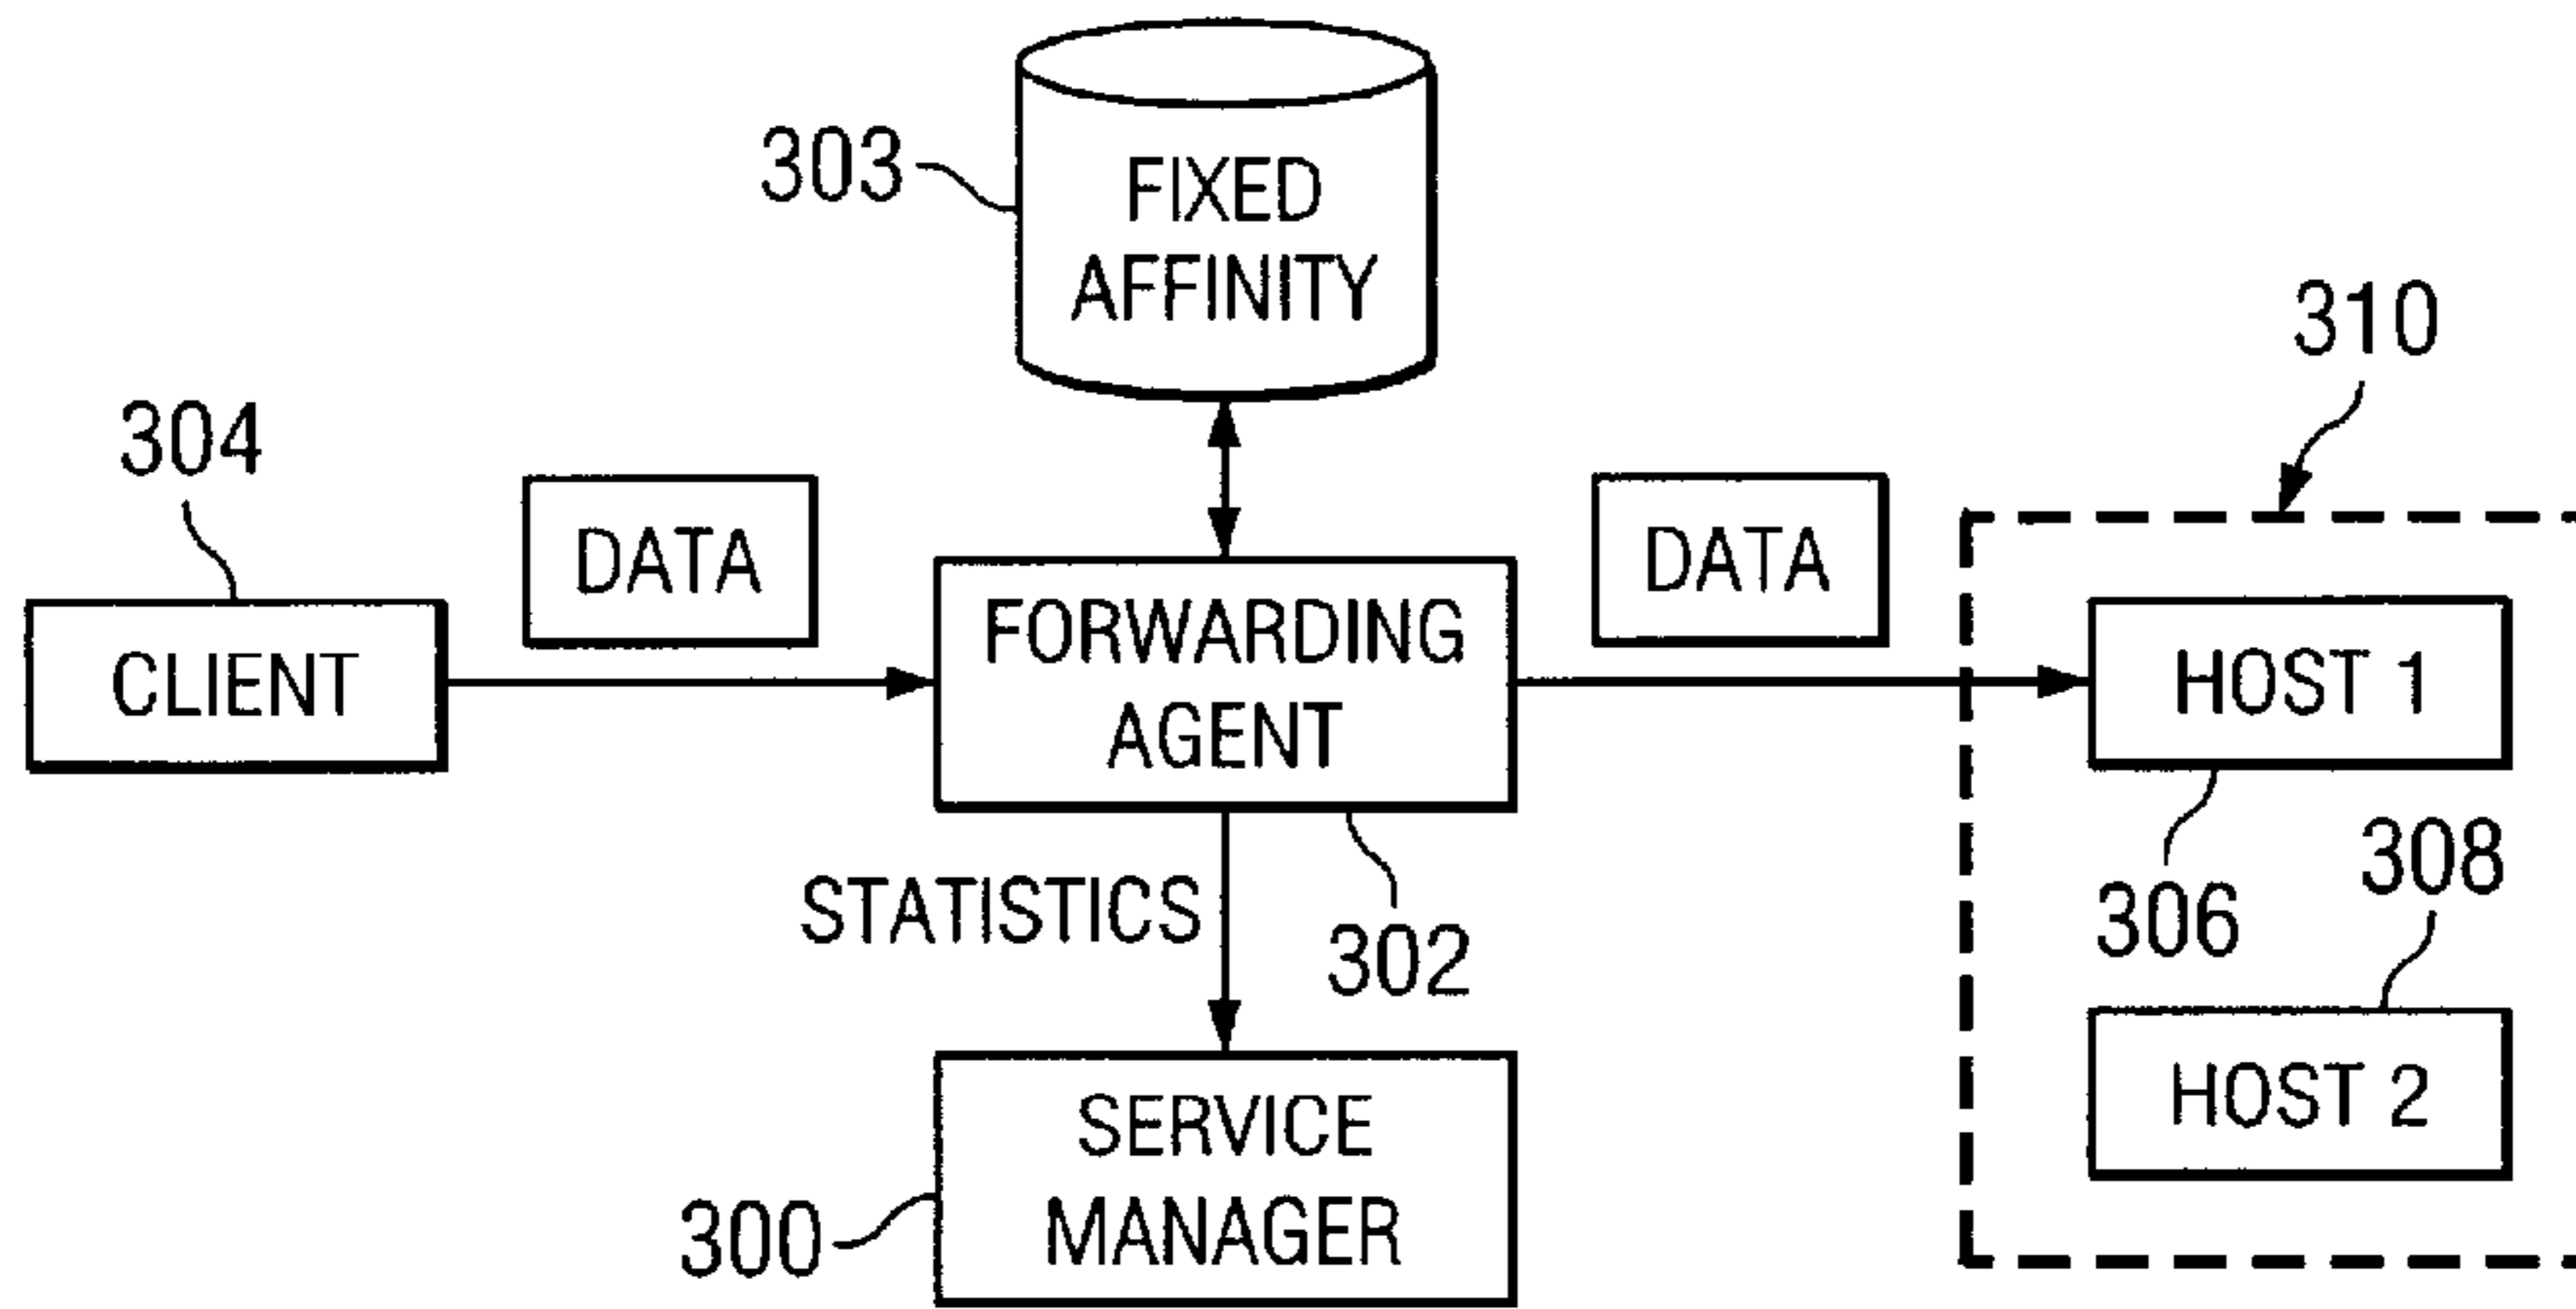 303
FIXED
AFFINITY
310
304
DATA
DATA
CLIENT
FORWARDING
AGENT
HOST 1
STATISTICS
302
306
308
SERVICE
MANAGER
300
HOST 2